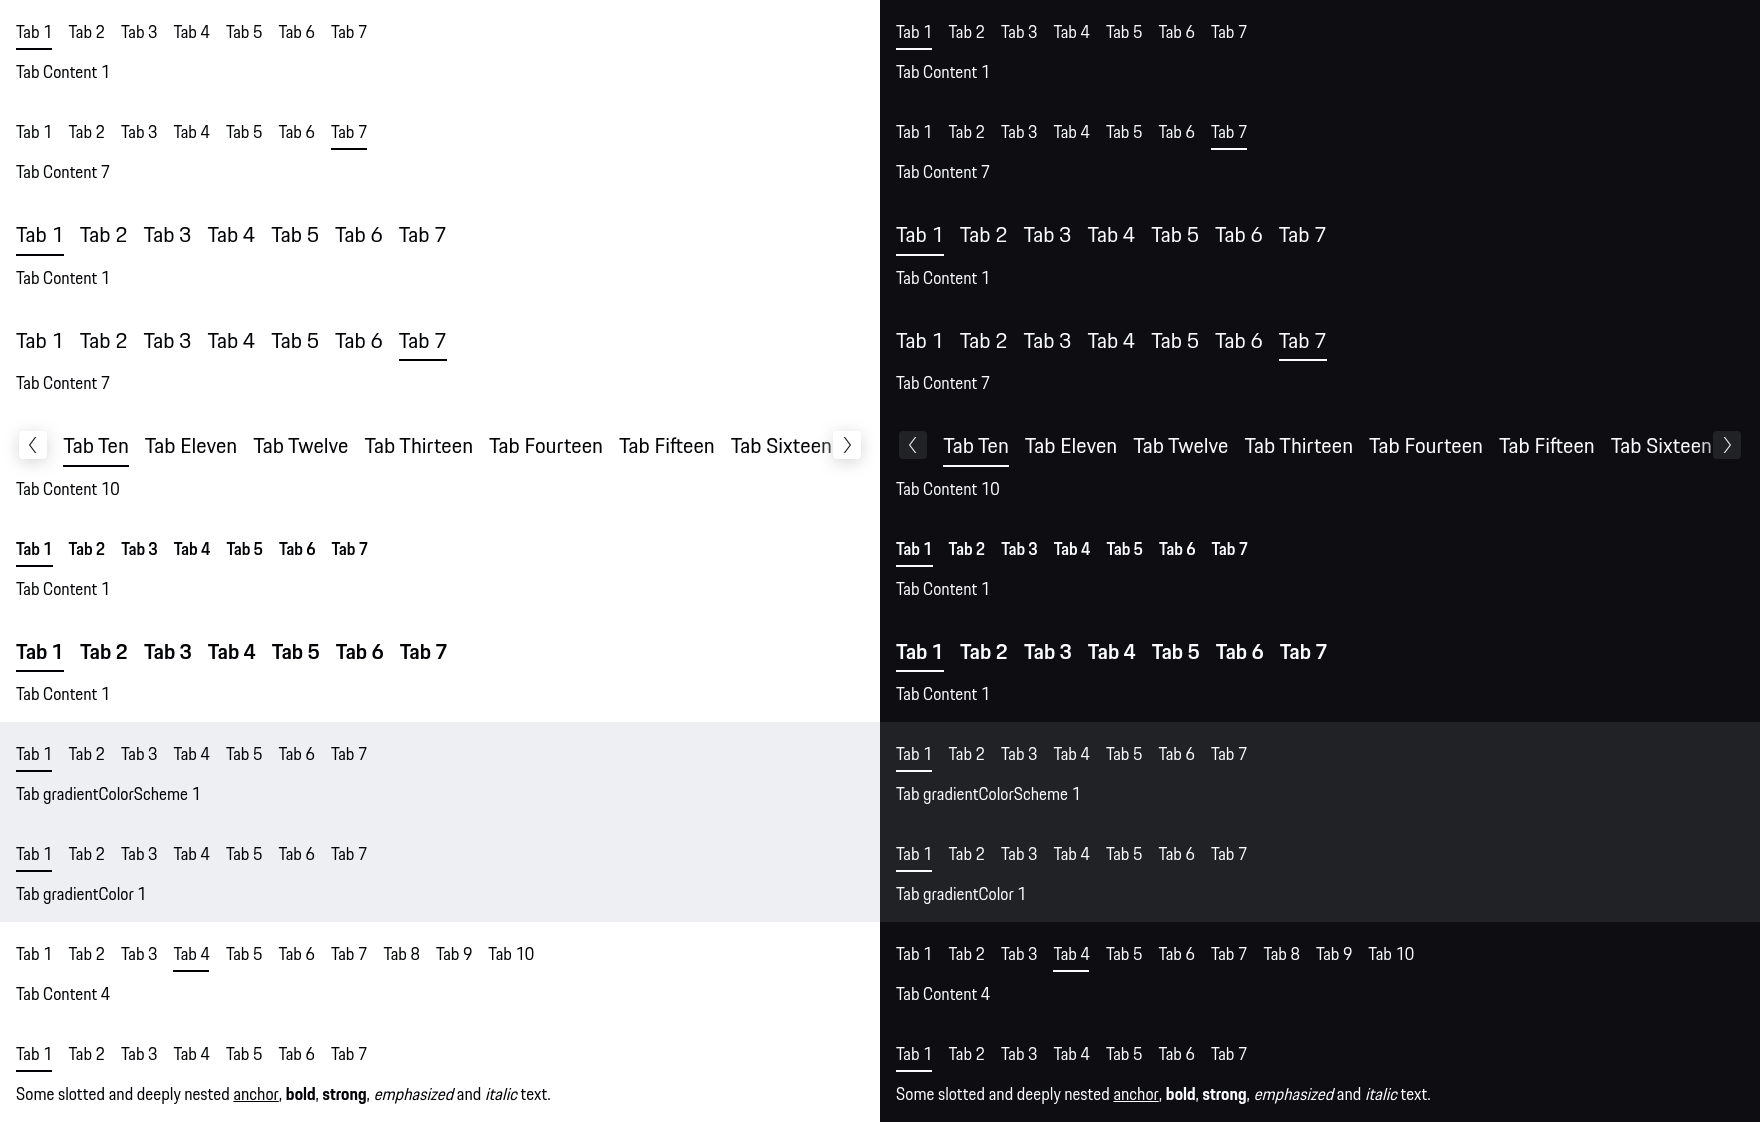 Tab 1 Tab 2 Tab 3 Tab 4 Tab 5 Tab 6 Tab 7
Tab Content 1
Tab 1 Tab 2 Tab 3 Tab 4 Tab 5 Tab 6 Tab 7
Tab Content 7
Tab 1 Tab 2 Tab 3 Tab 4 Tab 5 Tab 6 Tab 7
Tab Content 1
Tab 1 Tab 2 Tab 3 Tab 4 Tab 5 Tab 6 Tab 7
Tab Content 7
Tab Ten Tab Eleven Tab Twelve Tab Thirteen Tab Fourteen Tab Fifteen Tab Sixteen
Tab Content 10
Tab 1 Tab 2 Tab 3 Tab 4 Tab 5 Tab 6 Tab 7
Tab Content 1
Tab 1 Tab 2 Tab 3 Tab 4 Tab 5 Tab 6 Tab 7
Tab Content 1
Tab 1 Tab 2 Tab 3 Tab 4 Tab 5 Tab 6 Tab 7
Tab gradientColorScheme 1
Tab 1 Tab 2 Tab 3 Tab 4 Tab 5 Tab 6 Tab 7
Tab gradientColor 1
Tab 1 Tab 2 Tab 3 Tab 4 Tab 5 Tab 6 Tab 7 Tab 8 Tab 9 Tab 10
Tab Content 4
Tab 1 Tab 2 Tab 3 Tab 4 Tab 5 Tab 6 Tab 7
Some slotted and deeply nested anchor, bold, strong, emphasized and italic text.
Tab 1 Tab 2 Tab 3 Tab 4 Tab 5 Tab 6 Tab 7
Tab Content 1
Tab 1 Tab 2 Tab 3 Tab 4 Tab 5 Tab 6 Tab 7
Tab Content 7
Tab 1 Tab 2 Tab 3 Tab 4 Tab 5 Tab 6 Tab 7
Tab Content 1
Tab 1 Tab 2 Tab 3 Tab 4 Tab 5 Tab 6 Tab 7
Tab Content 7
Tab Ten Tab Eleven Tab Twelve Tab Thirteen Tab Fourteen Tab Fifteen Tab Sixteen
Tab Content 10
Tab 1 Tab 2 Tab 3 Tab 4 Tab 5 Tab 6 Tab 7
Tab Content 1
Tab 1 Tab 2 Tab 3 Tab 4 Tab 5 Tab 6 Tab 7
Tab Content 1
Tab 1 Tab 2 Tab 3 Tab 4 Tab 5 Tab 6 Tab 7
Tab gradientColorScheme 1
Tab 1 Tab 2 Tab 3 Tab 4 Tab 5 Tab 6 Tab 7
Tab gradientColor 1
Tab 1 Tab 2 Tab 3 Tab 4 Tab 5 Tab 6 Tab 7 Tab 8 Tab 9 Tab 10
Tab Content 4
Tab 1 Tab 2 Tab 3 Tab 4 Tab 5 Tab 6 Tab 7
Some slotted and deeply nested anchor, bold, strong, emphasized and italic text.